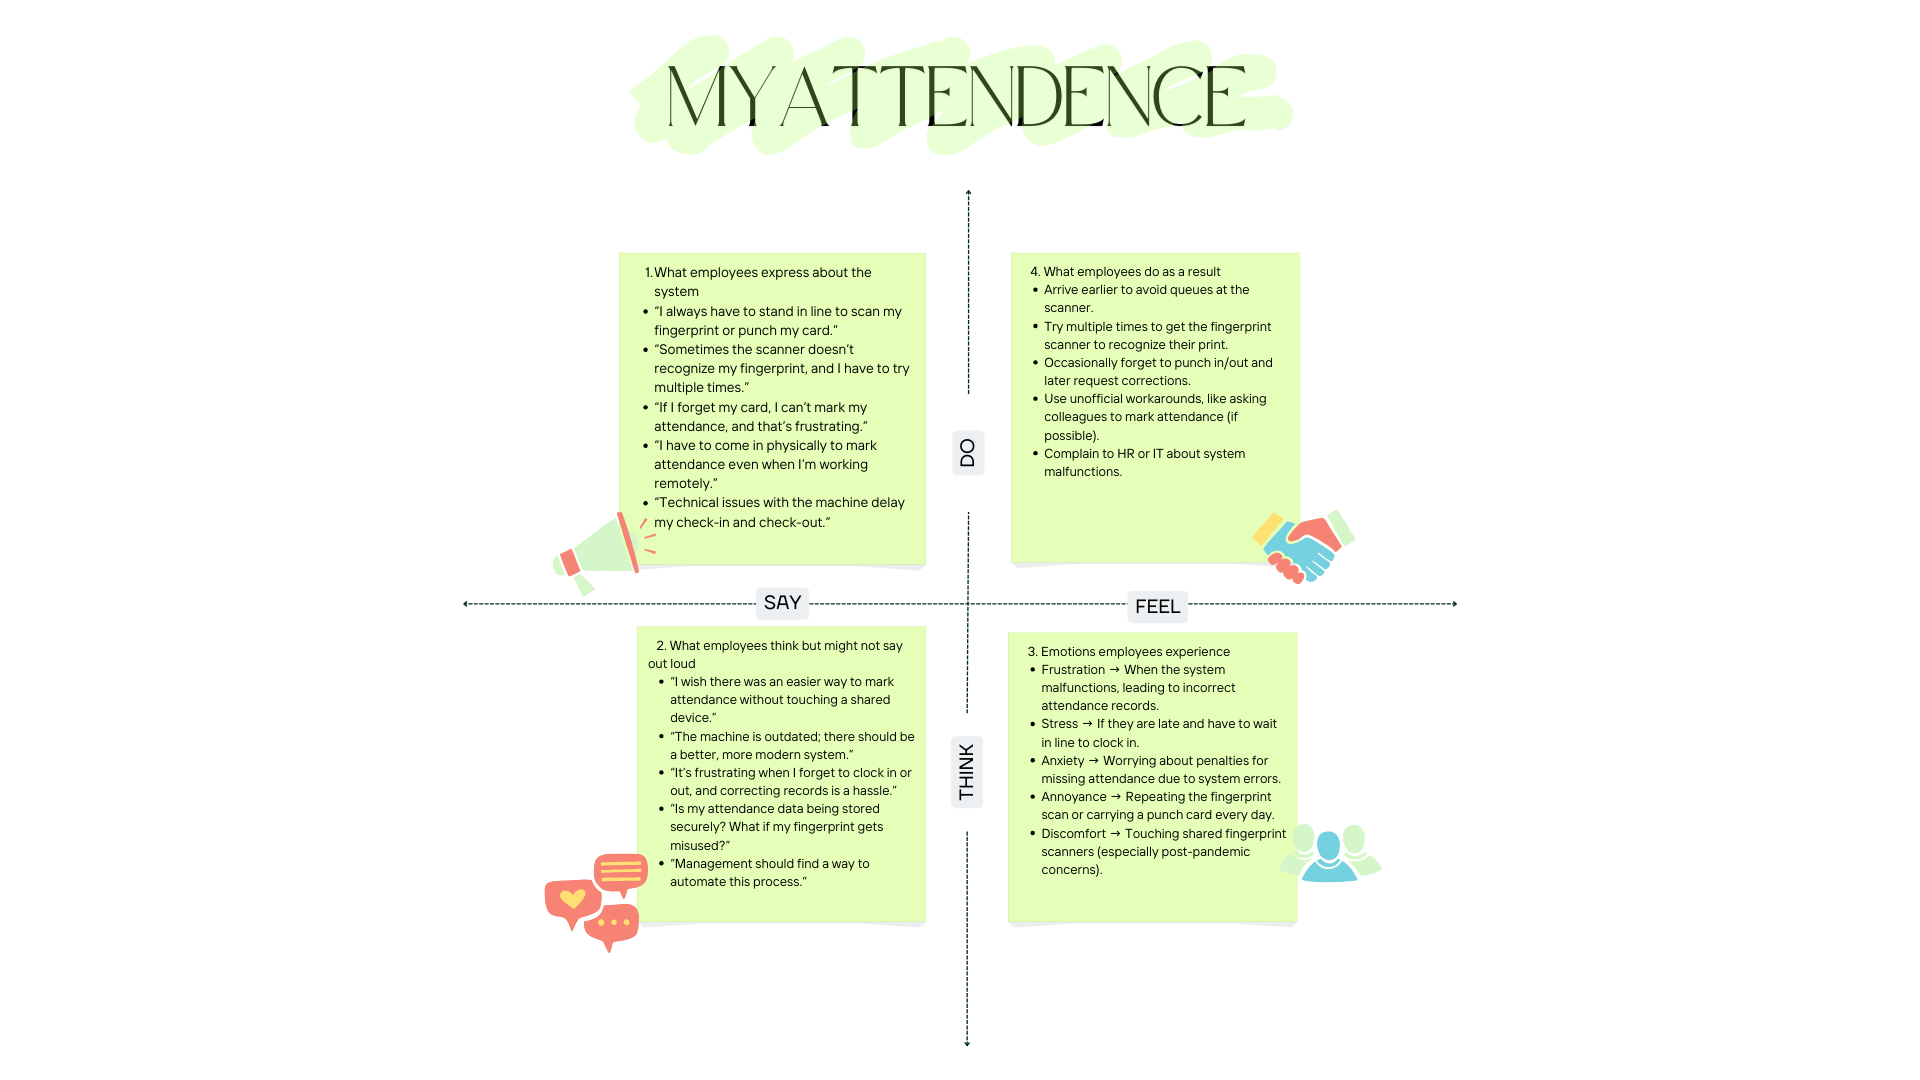 MY ATTENDENCE
1. What employees express about the
system
• “I always have to stand in line to scan my
fingerprint or punch my card.”
• “Sometimes the scanner doesn’t
recognize my fingerprint, and I have to try
multiple times.”
• “If I forget my card, I can’t mark my
attendance, and that’s frustrating.”
• “I have to come in physically to mark
attendance even when I’m working
remotely.”
• “Technical issues with the machine delay
my check-in and check-out.”
DO
4. What employees do as a result
• Arrive earlier to avoid queues at the
scanner.
• Try multiple times to get the fingerprint
scanner to recognize their print.
• Occasionally forget to punch in/out and
later request corrections.
• Use unofficial workarounds, like asking
colleagues to mark attendance (if
possible).
• Complain to HR or IT about system
malfunctions.
SAY
FEEL
2. What employees think but might not say
out loud
• “I wish there was an easier way to mark
attendance without touching a shared
device.”
• “The machine is outdated; there should be
a better, more modern system.”
• “It’s frustrating when I forget to clock in or
out, and correcting records is a hassle.”
• “Is my attendance data being stored
securely? What if my fingerprint gets
misused?”
• “Management should find a way to
automate this process.”
THINK
3. Emotions employees experience
• Frustration → When the system
malfunctions, leading to incorrect
attendance records.
• Stress → If they are late and have to wait
in line to clock in.
• Anxiety → Worrying about penalties for
missing attendance due to system errors.
• Annoyance → Repeating the fingerprint
scan or carrying a punch card every day.
• Discomfort → Touching shared fingerprint
scanners (especially post-pandemic
concerns).